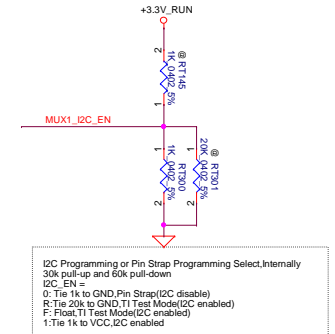 +3.3V_RUN
2
@
RT145
1K_0402_5%
1
MUX1_I2C_EN
1
1
1K_0402_5%
RT300
20K_0402_5%
@
RT301
2
2
I2C Programming or Pin Strap Programming Select,Internally
30k pull-up and 60k pull-down
I2C_EN =
0: Tie 1k to GND,Pin Strap(I2C disable)
R:Tie 20k to GND,TI Test Mode(I2C enabled)
F: Float,TI Test Mode(I2C enabled)
1:Tie 1k to VCC,I2C enabled